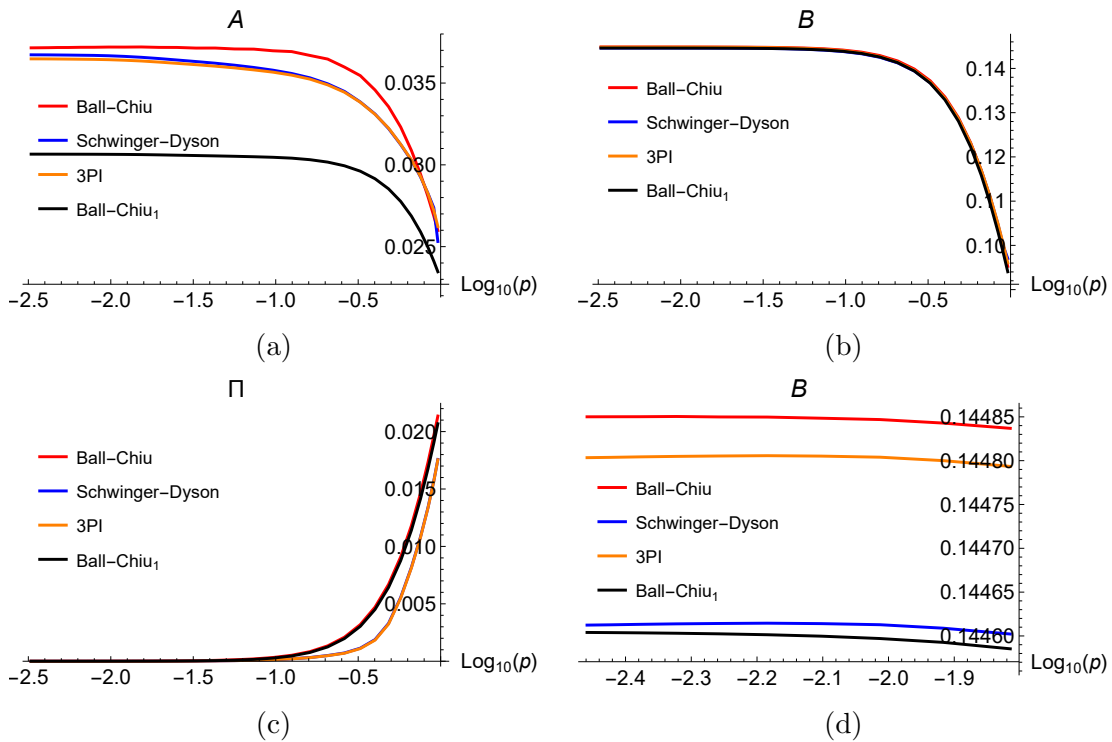 A
0.035
0.030
0.025
Ball−Chiu
Schwinger−Dyson
3PI
Ball−Chiu₁
−2.5 −2.0 −1.5 −1.0 −0.5
Log₁₀(p)
(a)
B
0.14
0.13
0.12
0.11
0.10
Ball−Chiu
Schwinger−Dyson
3PI
Ball−Chiu₁
−2.5 −2.0 −1.5 −1.0 −0.5
Log₁₀(p)
(b)
Π
0.020
0.015
0.010
0.005
Ball−Chiu
Schwinger−Dyson
3PI
Ball−Chiu₁
−2.5 −2.0 −1.5 −1.0 −0.5
Log₁₀(p)
(c)
B
0.14485
0.14480
0.14475
0.14470
0.14465
0.14460
Ball−Chiu
Schwinger−Dyson
3PI
Ball−Chiu₁
−2.4 −2.3 −2.2 −2.1 −2.0 −1.9
Log₁₀(p)
(d)